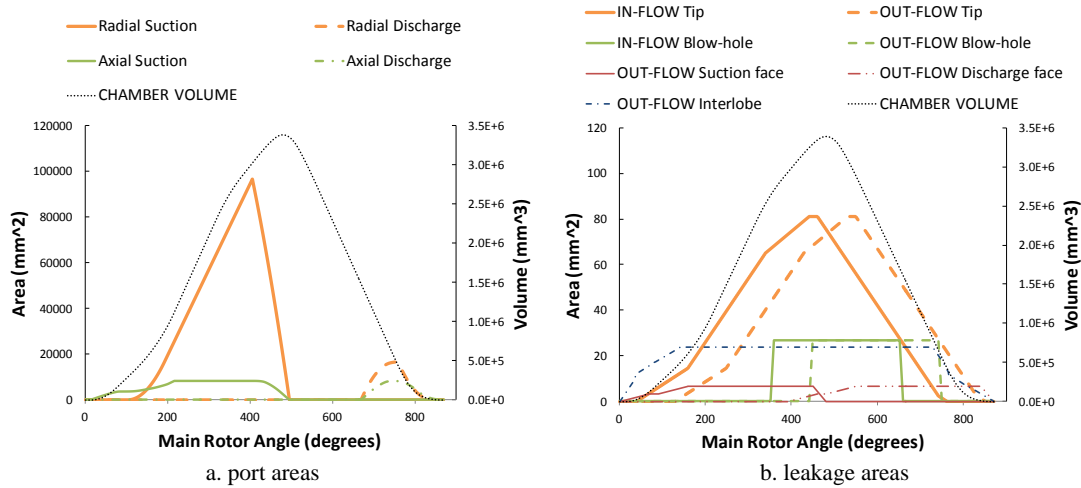 Radial Suction
Radial Discharge
Axial Suction
Axial Discharge
CHAMBER VOLUME
120000
100000
80000
60000
40000
20000
0
Area (mm^2)
3.5E+6
3.0E+6
2.5E+6
2.0E+6
1.5E+6
1.0E+6
5.0E+5
0.0E+0
Volume (mm^3)
0 200 400 600 800
Main Rotor Angle (degrees)
a. port areas
IN-FLOW Tip
OUT-FLOW Tip
IN-FLOW Blow-hole
OUT-FLOW Blow-hole
OUT-FLOW Suction face
OUT-FLOW Discharge face
OUT-FLOW Interlobe
CHAMBER VOLUME
120
100
80
60
40
20
0
Area (mm^2)
3.5E+6
3.0E+6
2.5E+6
2.0E+6
1.5E+6
1.0E+6
5.0E+5
0.0E+0
Volume (mm^3)
0 200 400 600 800
Main Rotor Angle (degrees)
b. leakage areas